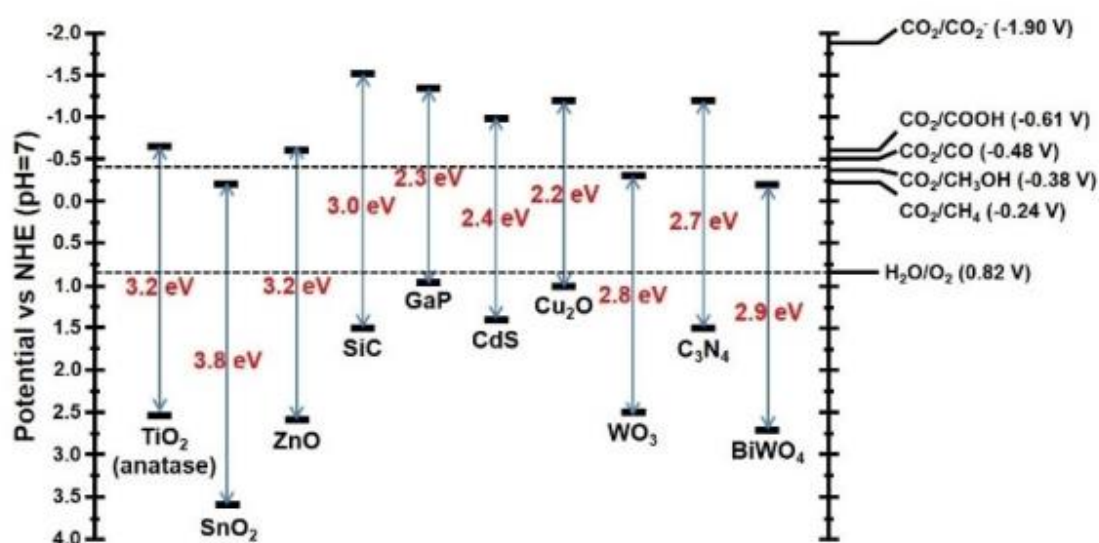 Potential vs NHE (pH=7)
-2.0
-1.5
-1.0
-0.5
0.0
0.5
1.0
1.5
2.0
2.5
3.0
3.5
4.0
3.2 eV
TiO₂
(anatase)
3.8 eV
SnO₂
3.2 eV
ZnO
3.0 eV
SiC
2.3 eV
GaP
2.4 eV
CdS
2.2 eV
Cu₂O
2.8 eV
WO₃
2.7 eV
C₃N₄
2.9 eV
BiWO₄
CO₂/CO₂⁻ (-1.90 V)
CO₂/COOH (-0.61 V)
CO₂/CO (-0.48 V)
CO₂/CH₃OH (-0.38 V)
CO₂/CH₄ (-0.24 V)
H₂O/O₂ (0.82 V)